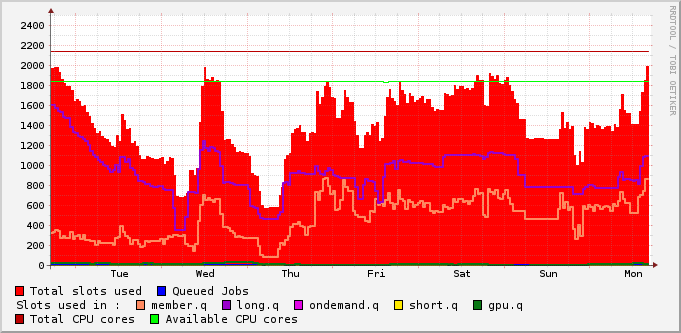 2400
2200
2000
1800
1600
1400
1200
1000
800
600
400
200
0
Tue Wed Thu Fri Sat Sun Mon
Total slots used Queued Jobs
Slots used in : member.q long.q ondemand.q short.q gpu.q
Total CPU cores Available CPU cores
RRDTOOL / TOBI OETIKER